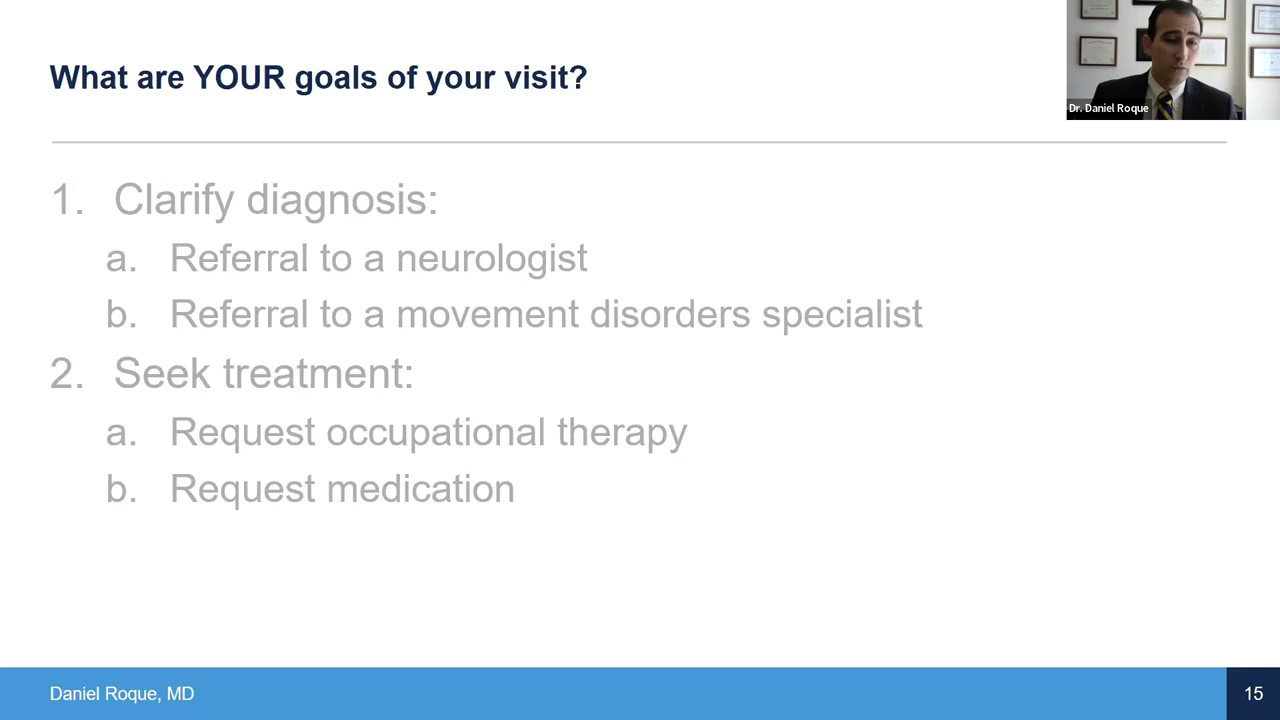 What are YOUR goals of your visit?
Dr. Daniel Roque
1. Clarify diagnosis:
a. Referral to a neurologist
b. Referral to a movement disorders specialist
2. Seek treatment:
a. Request occupational therapy
b. Request medication
Daniel Roque, MD
15